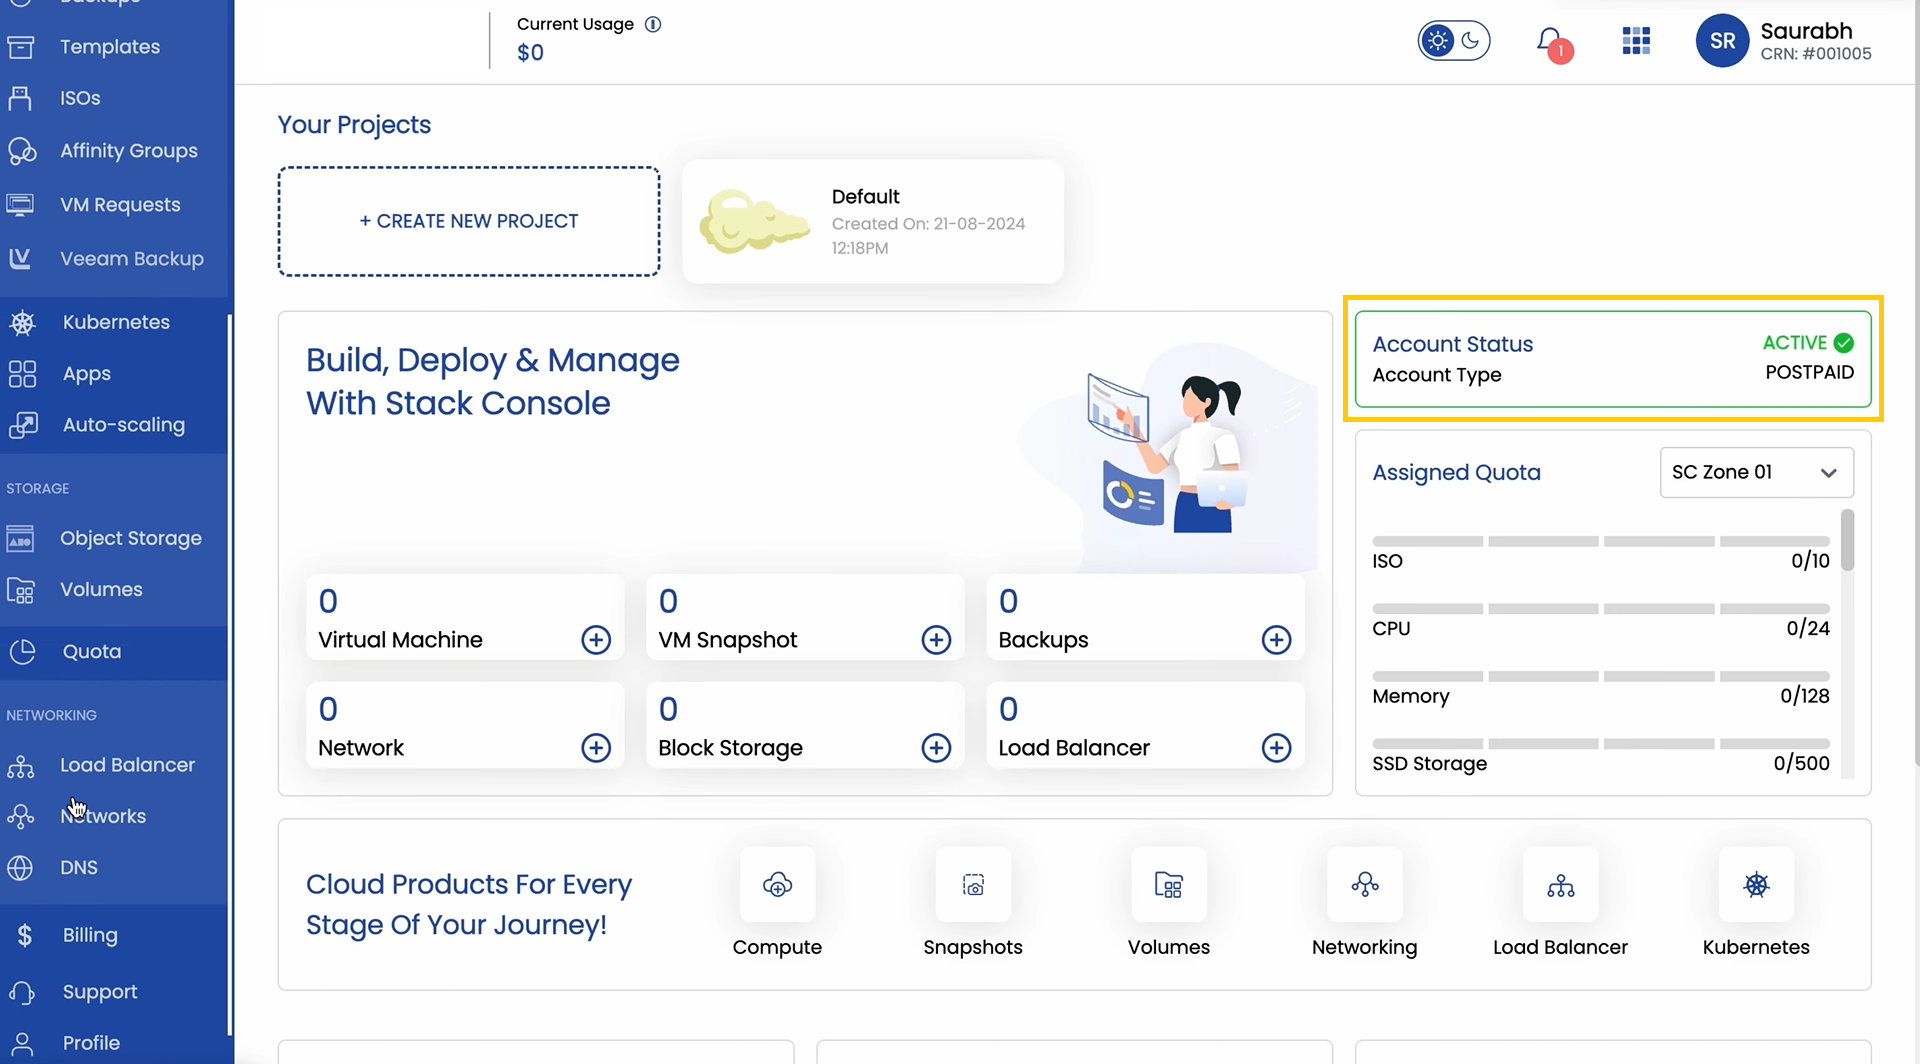 Backups
Templates
ISOs
Affinity Groups
VM Requests
Veeam Backup
Kubernetes
Apps
Auto-scaling
STORAGE
Object Storage
Volumes
Quota
NETWORKING
Load Balancer
Networks
DNS
$ Billing
Support
Profile
Current Usage
$0
1
SR
Saurabh
CRN: #001005
Your Projects
+ CREATE NEW PROJECT
Default
Created On: 21-08-2024
12:18PM
Build, Deploy & Manage
With Stack Console
0
Virtual Machine
0
VM Snapshot
0
Backups
0
Network
0
Block Storage
0
Load Balancer
Account Status ACTIVE
Account Type POSTPAID
Assigned Quota SC Zone 01
ISO 0/10
CPU 0/24
Memory 0/128
SSD Storage 0/500
Cloud Products For Every
Stage Of Your Journey!
Compute
Snapshots
Volumes
Networking
Load Balancer
Kubernetes